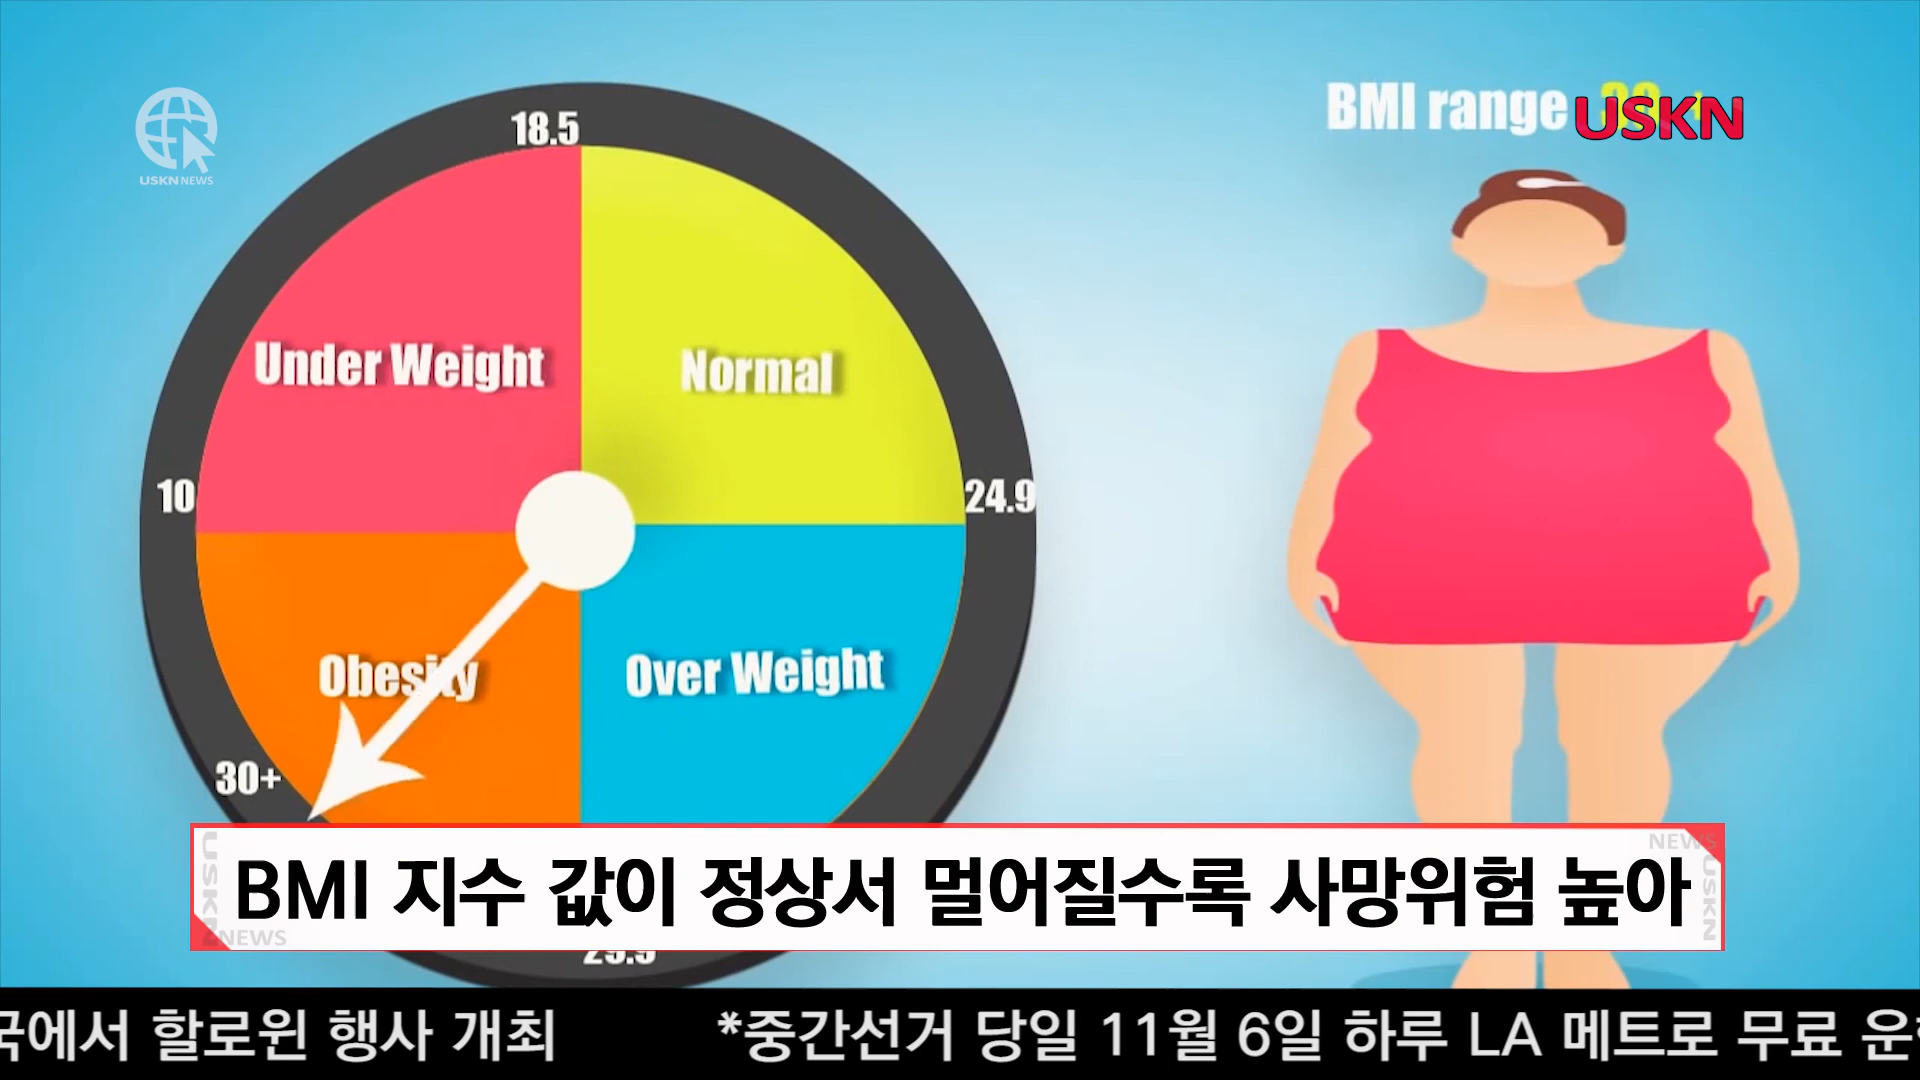 18.5
BMI range
USKN
USKN NEWS
Under Weight
Normal
10
24.9
Obesity
Over Weight
30+
USKN
NEWS
BMI 지수 값이 정상서 멀어질수록 사망위험 높아
NEWS
USKN
29.9
국에서 할로윈 행사 개최
*중간선거 당일 11월 6일 하루 LA 메트로 무료